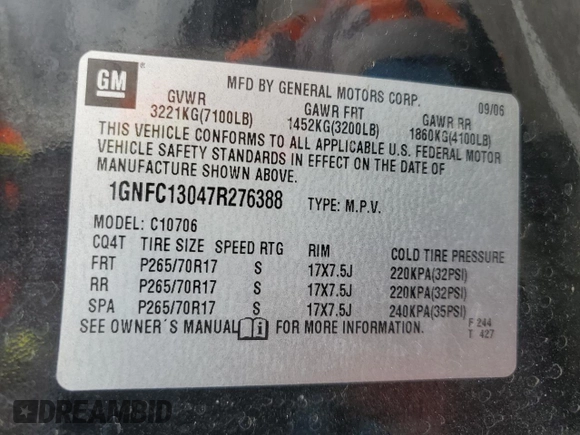 GM ®
MFD BY GENERAL MOTORS CORP. 09/06
GVWR GAWR FRT GAWR RR
3221KG(7100LB) 1452KG(3200LB) 1860KG(4100LB)
THIS VEHICLE CONFORMS TO ALL APPLICABLE U.S. FEDERAL MOTOR
VEHICLE SAFETY STANDARDS IN EFFECT ON THE DATE OF
MANUFACTURE SHOWN ABOVE.
1GNFC13047R276388 TYPE: M.P.V.
MODEL: C10706
CQ4T TIRE SIZE SPEED RTG RIM COLD TIRE PRESSURE
FRT P265/70R17 S 17X7.5J 220KPA(32PSI)
RR P265/70R17 S 17X7.5J 220KPA(32PSI)
SPA P265/70R17 S 17X7.5J 240KPA(35PSI)
SEE OWNER´S MANUAL FOR MORE INFORMATION.
F 244
T 427
DREAMBID